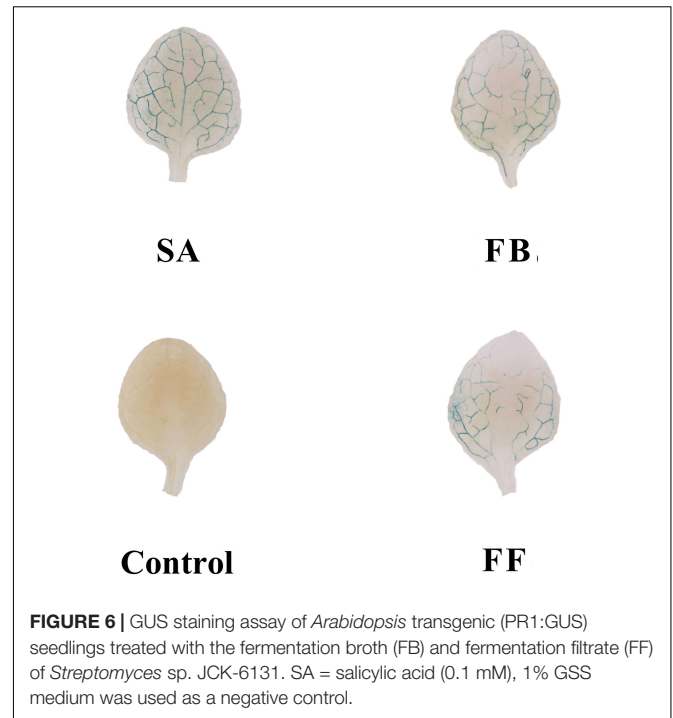 SA
FB
Control
FF
FIGURE 6 | GUS staining assay of Arabidopsis transgenic (PR1:GUS)
seedlings treated with the fermentation broth (FB) and fermentation filtrate (FF)
of Streptomyces sp. JCK-6131. SA = salicylic acid (0.1 mM), 1% GSS
medium was used as a negative control.